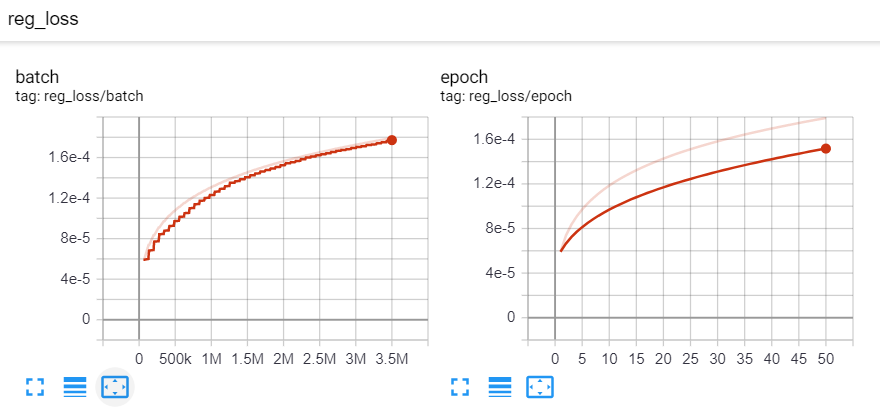 reg_loss
batch
tag: reg_loss/batch
1.6e-4
1.2e-4
8e-5
4e-5
0
0 500k 1M 1.5M 2M 2.5M 3M 3.5M
epoch
tag: reg_loss/epoch
1.6e-4
1.2e-4
8e-5
4e-5
0
0 5 10 15 20 25 30 35 40 45 50